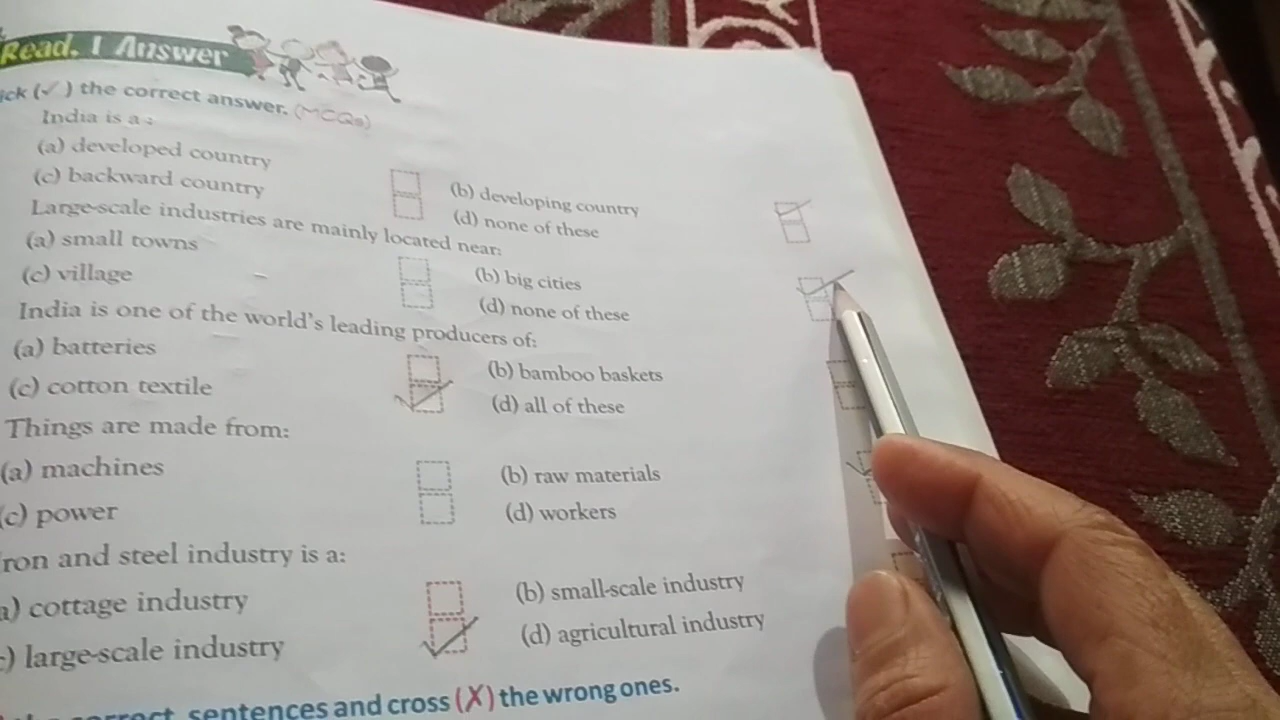 Read, I Answer
ick (✓) the correct answer. (MCQs)
India is a :
(a) developed country
(b) developing country
(c) backward country
(d) none of these
Large-scale industries are mainly located near:
(a) small towns
(b) big cities
(c) village
(d) none of these
India is one of the world's leading producers of:
(a) batteries
(b) bamboo baskets
(c) cotton textile
(d) all of these
Things are made from:
(a) machines
(b) raw materials
(c) power
(d) workers
ron and steel industry is a:
a) cottage industry
(b) small-scale industry
) large-scale industry
(d) agricultural industry
correct sentences and cross (X) the wrong ones.